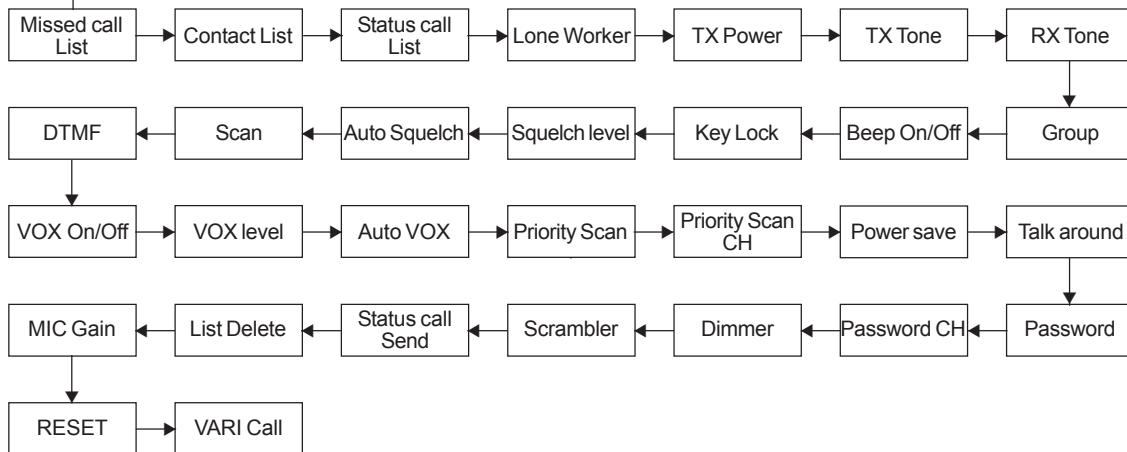 Missed call
List
Contact List
Status call
List
Lone Worker
TX Power
TX Tone
RX Tone
DTMF
Scan
Auto Squelch
Squelch level
Key Lock
Beep On/Off
Group
VOX On/Off
VOX level
Auto VOX
Priority Scan
Priority Scan
CH
Power save
Talk around
MIC Gain
List Delete
Status call
Send
Scrambler
Dimmer
Password CH
Password
RESET
VARI Call